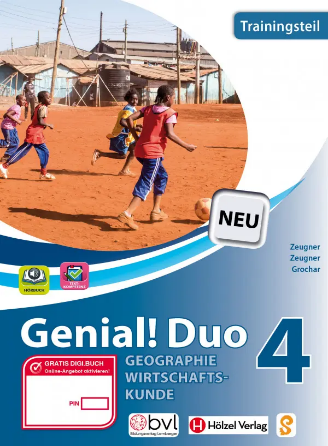 Trainingsteil
NEU
Zeugner
Zeugner
Grochar
HÖRBUCH
Genial! Duo 4
GRATIS DIGI.BUCH
Online-Angebot aktivieren!
PIN
GEOGRAPHIE
WIRTSCHAFTS-
KUNDE
bvl
Hölzel Verlag